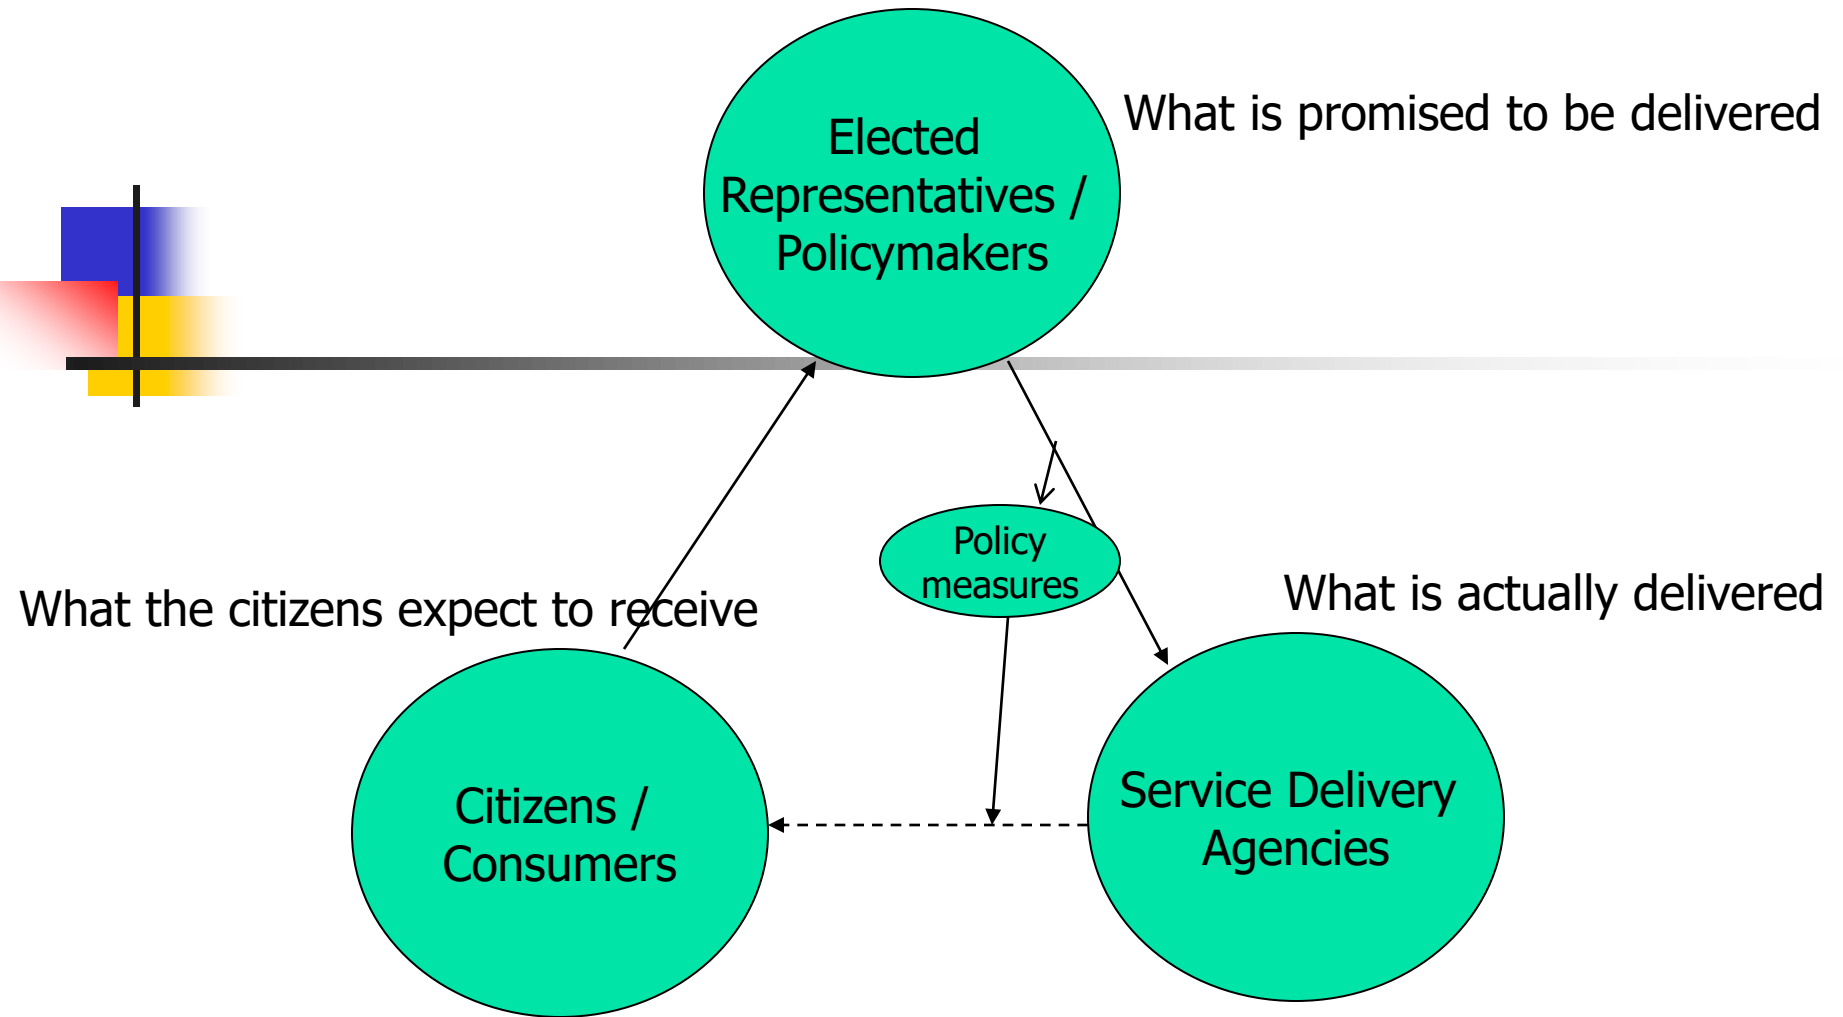 Elected
Representatives /
Policymakers
What is promised to be delivered
Policy
measures
What the citizens expect to receive
What is actually delivered
Citizens /
Consumers
Service Delivery
Agencies